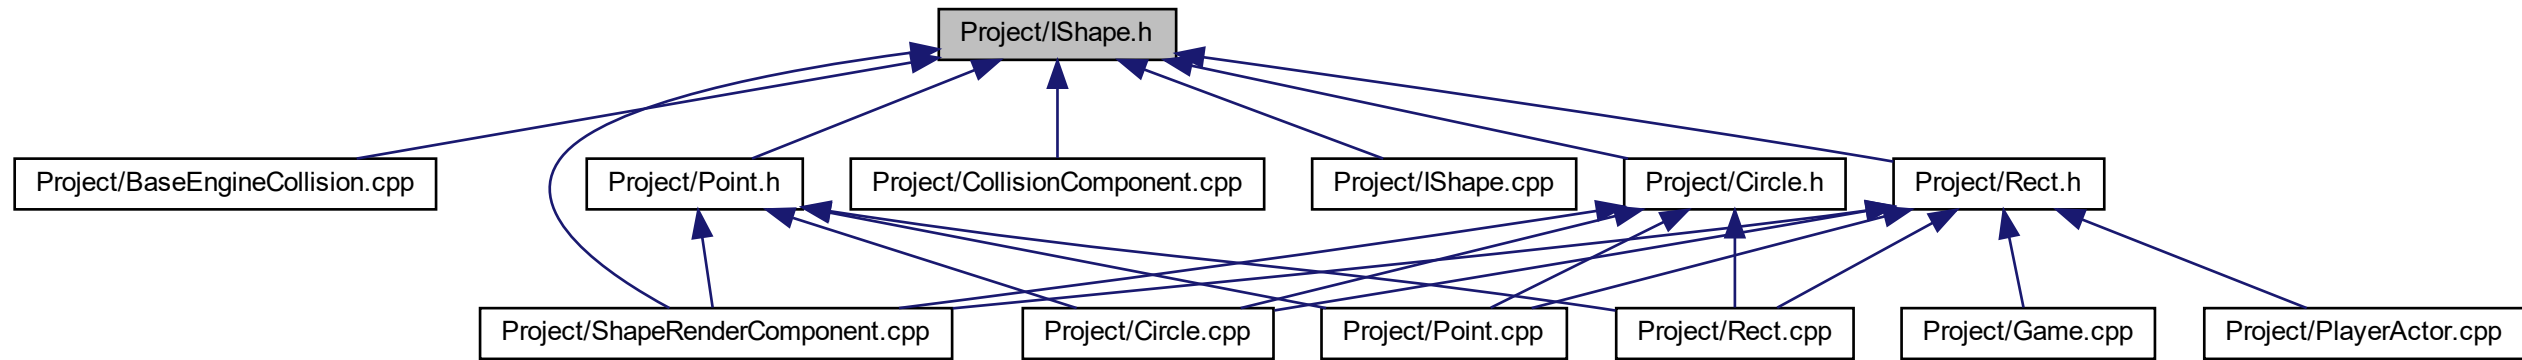 Project/IShape.h
Project/BaseEngineCollision.cpp
Project/Point.h
Project/CollisionComponent.cpp
Project/IShape.cpp
Project/Circle.h
Project/Rect.h
Project/ShapeRenderComponent.cpp
Project/Circle.cpp
Project/Point.cpp
Project/Rect.cpp
Project/Game.cpp
Project/PlayerActor.cpp